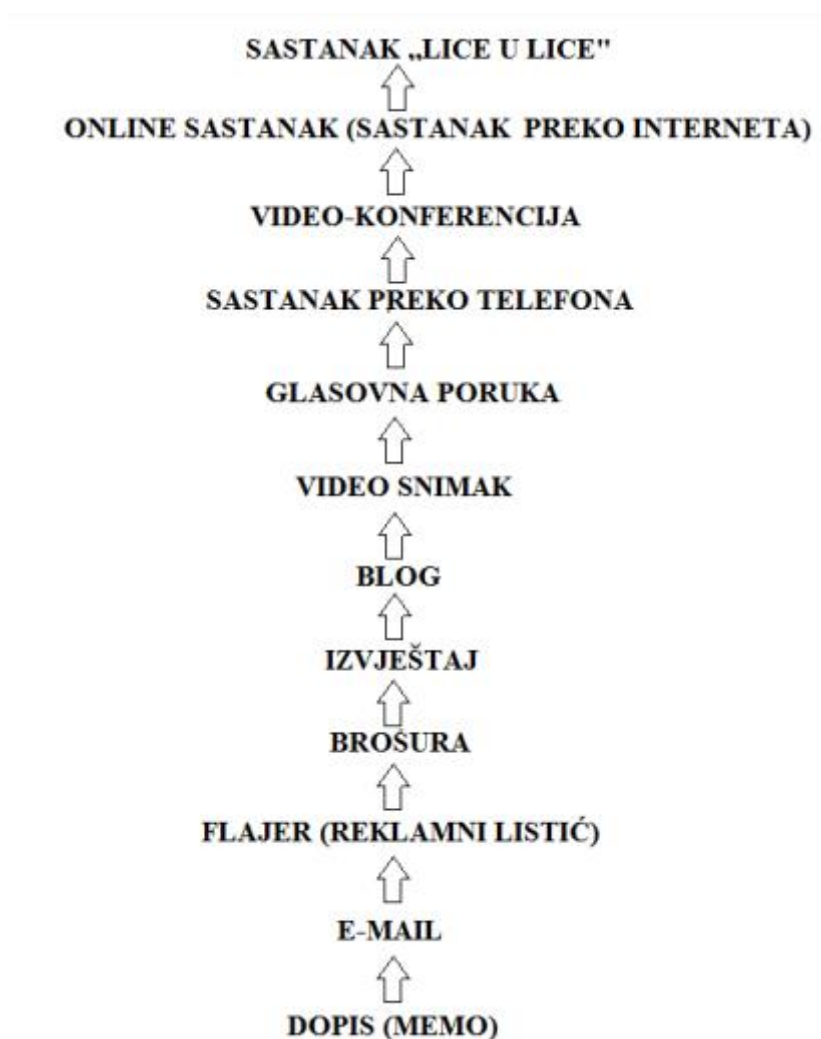 SASTANAK „LICE U LICE"
ONLINE SASTANAK (SASTANAK PREKO INTERNETA)
VIDEO-KONFERENCIJA
SASTANAK PREKO TELEFONA
GLASOVNA PORUKA
VIDEO SNIMAK
BLOG
IZVJEŠTAJ
BROŠURA
FLAJER (REKLAMNI LISTIĆ)
E-MAIL
DOPIS (MEMO)